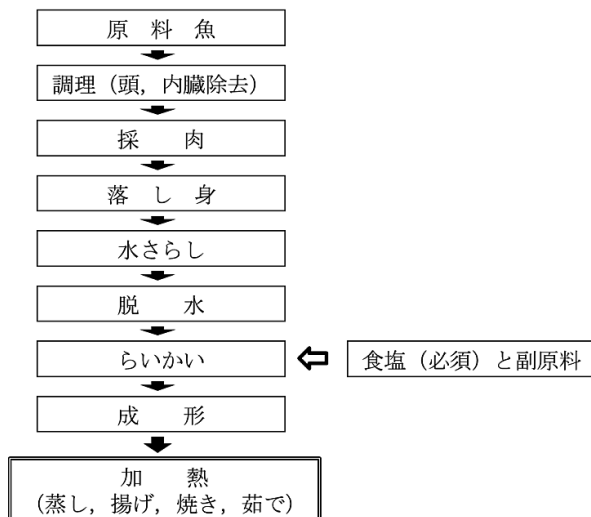 原 料 魚
調理（頭，内臓除去）
採 肉
落 し 身
水さらし
脱 水
らいかい
食塩（必須）と副原料
成 形
加 熱
（蒸し，揚げ，焼き，茹で）